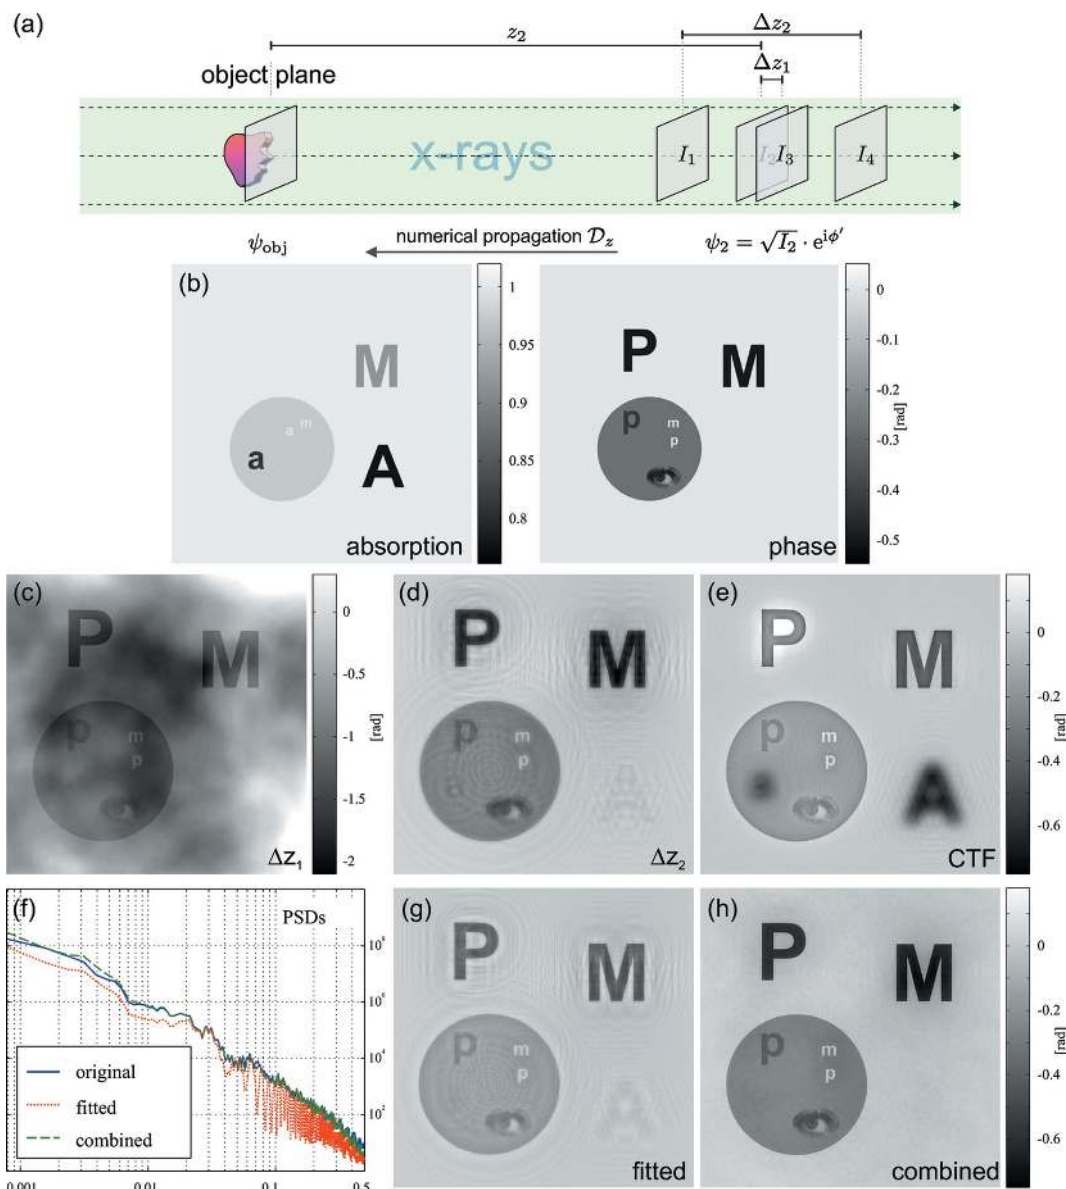 (a)
z₂
Δz₂
Δz₁
object plane
x-rays
I₁
I₂
I₃
I₄
ψobj
numerical propagation 𝒟z
ψ₂ = √I₂ · e^iϕ′
(b)
M
a
m
a
A
absorption
1
0.95
0.9
0.85
0.8
P
M
p
m
p
phase
0
-0.1
-0.2
-0.3
-0.4
-0.5
[rad]
(c)
P
M
p
m
p
Δz₁
0
-0.5
-1
-1.5
-2
[rad]
(d)
P
M
p
m
p
a
A
Δz₂
(e)
P
M
p
m
p
A
CTF
0
-0.2
-0.4
-0.6
[rad]
(f)
PSDs
original
fitted
combined
10⁶
10⁴
10²
0.001
0.01
0.1
0.5
(g)
P
M
p
m
p
A
fitted
(h)
P
M
p
m
p
combined
0
-0.2
-0.4
-0.6
[rad]